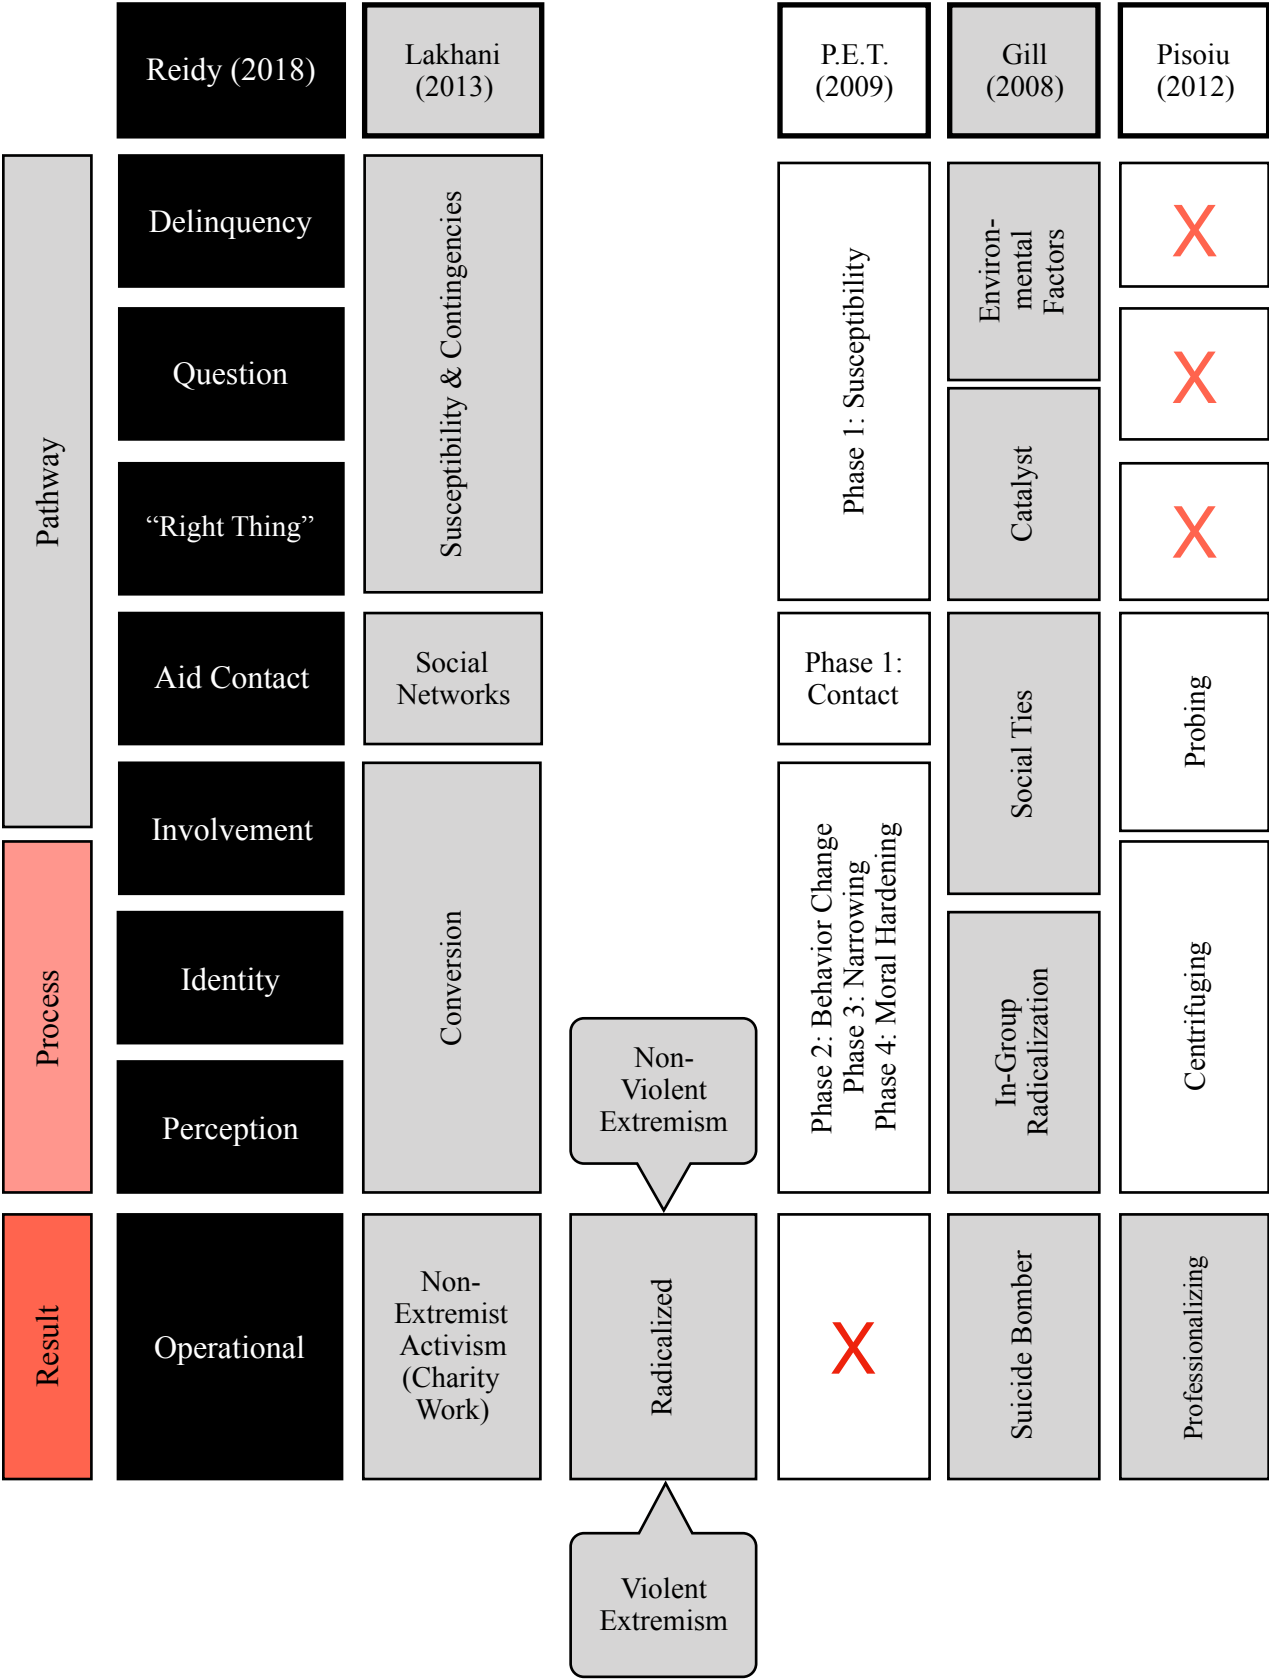 Reidy (2018)
Lakhani
(2013)
P.E.T.
(2009)
Gill
(2008)
Pisoiu
(2012)
Pathway
Process
Result
Delinquency
Question
“Right Thing”
Aid Contact
Involvement
Identity
Perception
Operational
Susceptibility & Contingencies
Social
Networks
Conversion
Non-
Extremist
Activism
(Charity
Work)
Non-
Violent
Extremism
Radicalized
Violent
Extremism
Phase 1: Susceptibility
Phase 1:
Contact
Phase 2: Behavior Change
Phase 3: Narrowing
Phase 4: Moral Hardening
X
Environ-
mental
Factors
Catalyst
Social Ties
In-Group
Radicalization
Suicide Bomber
X
X
X
Probing
Centrifuging
Professionalizing